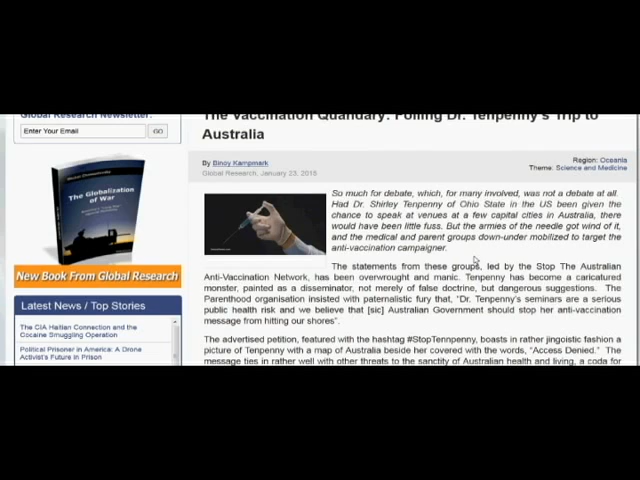 Global Research Newsletter:
Enter Your Email
GO
The Globalization
of War
New Book From Global Research
Latest News / Top Stories
The CIA Haitian Connection and the
Cocaine Smuggling Operation
Political Prisoner in America: A Drone
Activist's Future in Prison
The Vaccination Quandary: Polling Dr. Tenpenny's Trip to
Australia
By Binoy Kampmark
Global Research, January 23, 2015
Region: Oceania
Theme: Science and Medicine
So much for debate, which, for many involved, was not a debate at all.
Had Dr. Shirley Tenpenny of Ohio State in the US been given the
chance to speak at venues at a few capital cities in Australia, there
would have been little fuss. But the armies of the needle got wind of it,
and the medical and parent groups down-under mobilized to target the
anti-vaccination campaigner.
The statements from these groups, led by the Stop The Australian
Anti-Vaccination Network, has been overwrought and manic. Tenpenny has become a caricatured
monster, painted as a disseminator, not merely of false doctrine, but dangerous suggestions. The
Parenthood organisation insisted with paternalistic fury that, “Dr. Tenpenny’s seminars are a serious
public health risk and we believe that [sic] Australian Government should stop her anti-vaccination
message from hitting our shores”.
The advertised petition, featured with the hashtag #StopTennpenny, boasts in rather jingoistic fashion a
picture of Tenpenny with a map of Australia beside her covered with the words, “Access Denied.” The
message ties in rather well with other threats to the sanctity of Australian health and living, a coda for